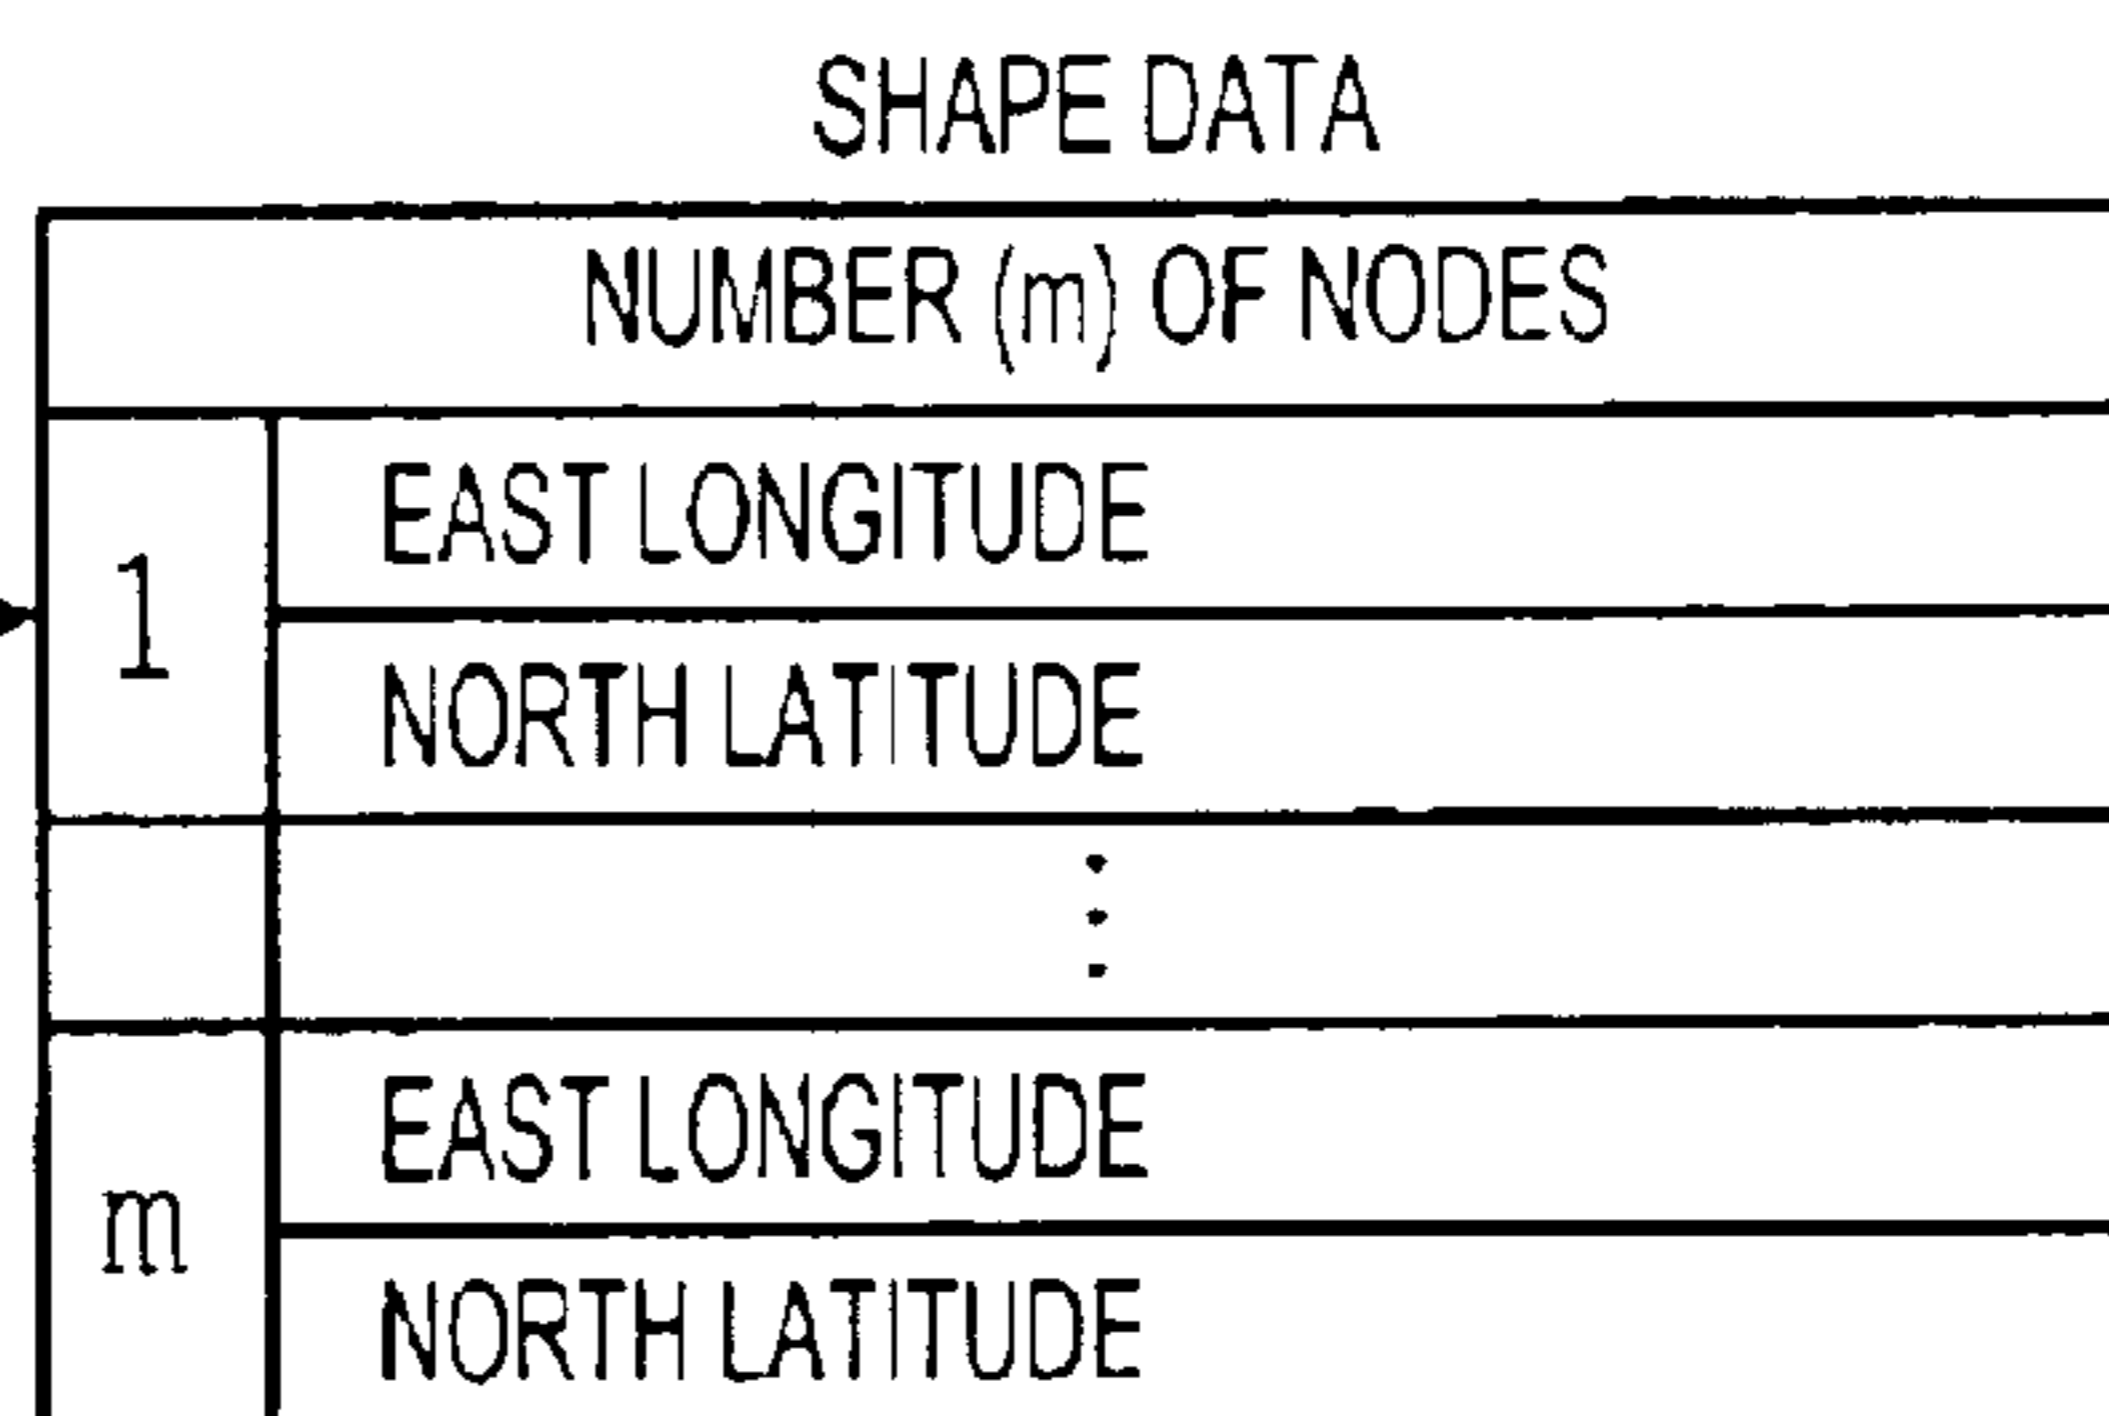 SHAPE DATA
NUMBER (m) OF NODES
1
EAST LONGITUDE
NORTH LATITUDE
⋮
m
EAST LONGITUDE
NORTH LATITUDE